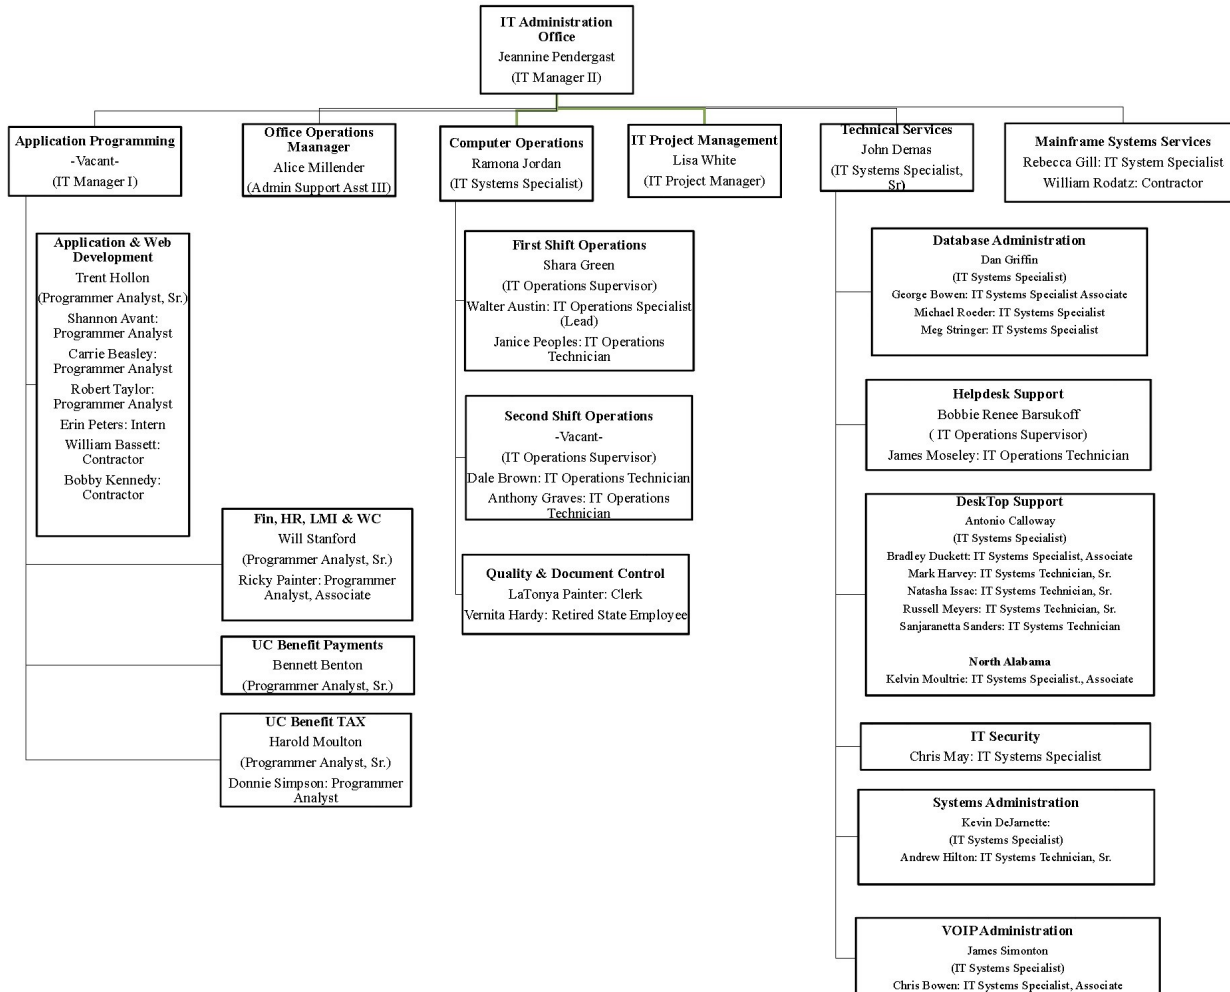 IT Administration
Office
Jeannine Pendergast
(IT Manager II)
Application Programming
-Vacant-
(IT Manager I)
Office Operations
Maanager
Alice Millender
(Admin Support Asst III)
Computer Operations
Ramona Jordan
(IT Systems Specialist)
IT Project Management
Lisa White
(IT Project Manager)
Technical Services
John Demas
(IT Systems Specialist,
Sr)
Mainframe Systems Services
Rebecca Gill: IT System Specialist
William Rodatz: Contractor
Application & Web
Development
Trent Hollon
(Programmer Analyst, Sr.)
Shannon Avant:
Programmer Analyst
Carrie Beasley:
Programmer Analyst
Robert Taylor:
Programmer Analyst
Erin Peters: Intern
William Bassett:
Contractor
Bobby Kennedy:
Contractor
Fin, HR, LMI & WC
Will Stanford
(Programmer Analyst, Sr.)
Ricky Painter: Programmer
Analyst, Associate
UC Benefit Payments
Bennett Benton
(Programmer Analyst, Sr.)
UC Benefit TAX
Harold Moulton
(Programmer Analyst, Sr.)
Donnie Simpson: Programmer
Analyst
First Shift Operations
Shara Green
(IT Operations Supervisor)
Walter Austin: IT Operations Specialist
(Lead)
Janice Peoples: IT Operations
Technician
Second Shift Operations
-Vacant-
(IT Operations Supervisor)
Dale Brown: IT Operations Technician
Anthony Graves: IT Operations
Technician
Quality & Document Control
LaTonya Painter: Clerk
Vernita Hardy: Retired State Employee
Database Administration
Dan Griffin
(IT Systems Specialist)
George Bowen: IT Systems Specialist Associate
Michael Roeder: IT Systems Specialist
Meg Stringer: IT Systems Specialist
Helpdesk Support
Bobbie Renee Barsukoff
( IT Operations Supervisor)
James Moseley: IT Operations Technician
DeskTop Support
Antonio Calloway
(IT Systems Specialist)
Bradley Duckett: IT Systems Specialist, Associate
Mark Harvey: IT Systems Technician, Sr.
Natasha Issac: IT Systems Technician, Sr.
Russell Meyers: IT Systems Technician, Sr.
Sanjaranetta Sanders: IT Systems Technician
North Alabama
Kelvin Moultrie: IT Systems Specialist., Associate
IT Security
Chris May: IT Systems Specialist
Systems Administration
Kevin DeJarnette:
(IT Systems Specialist)
Andrew Hilton: IT Systems Technician, Sr.
VOIP Administration
James Simonton
(IT Systems Specialist)
Chris Bowen: IT Systems Specialist, Associate